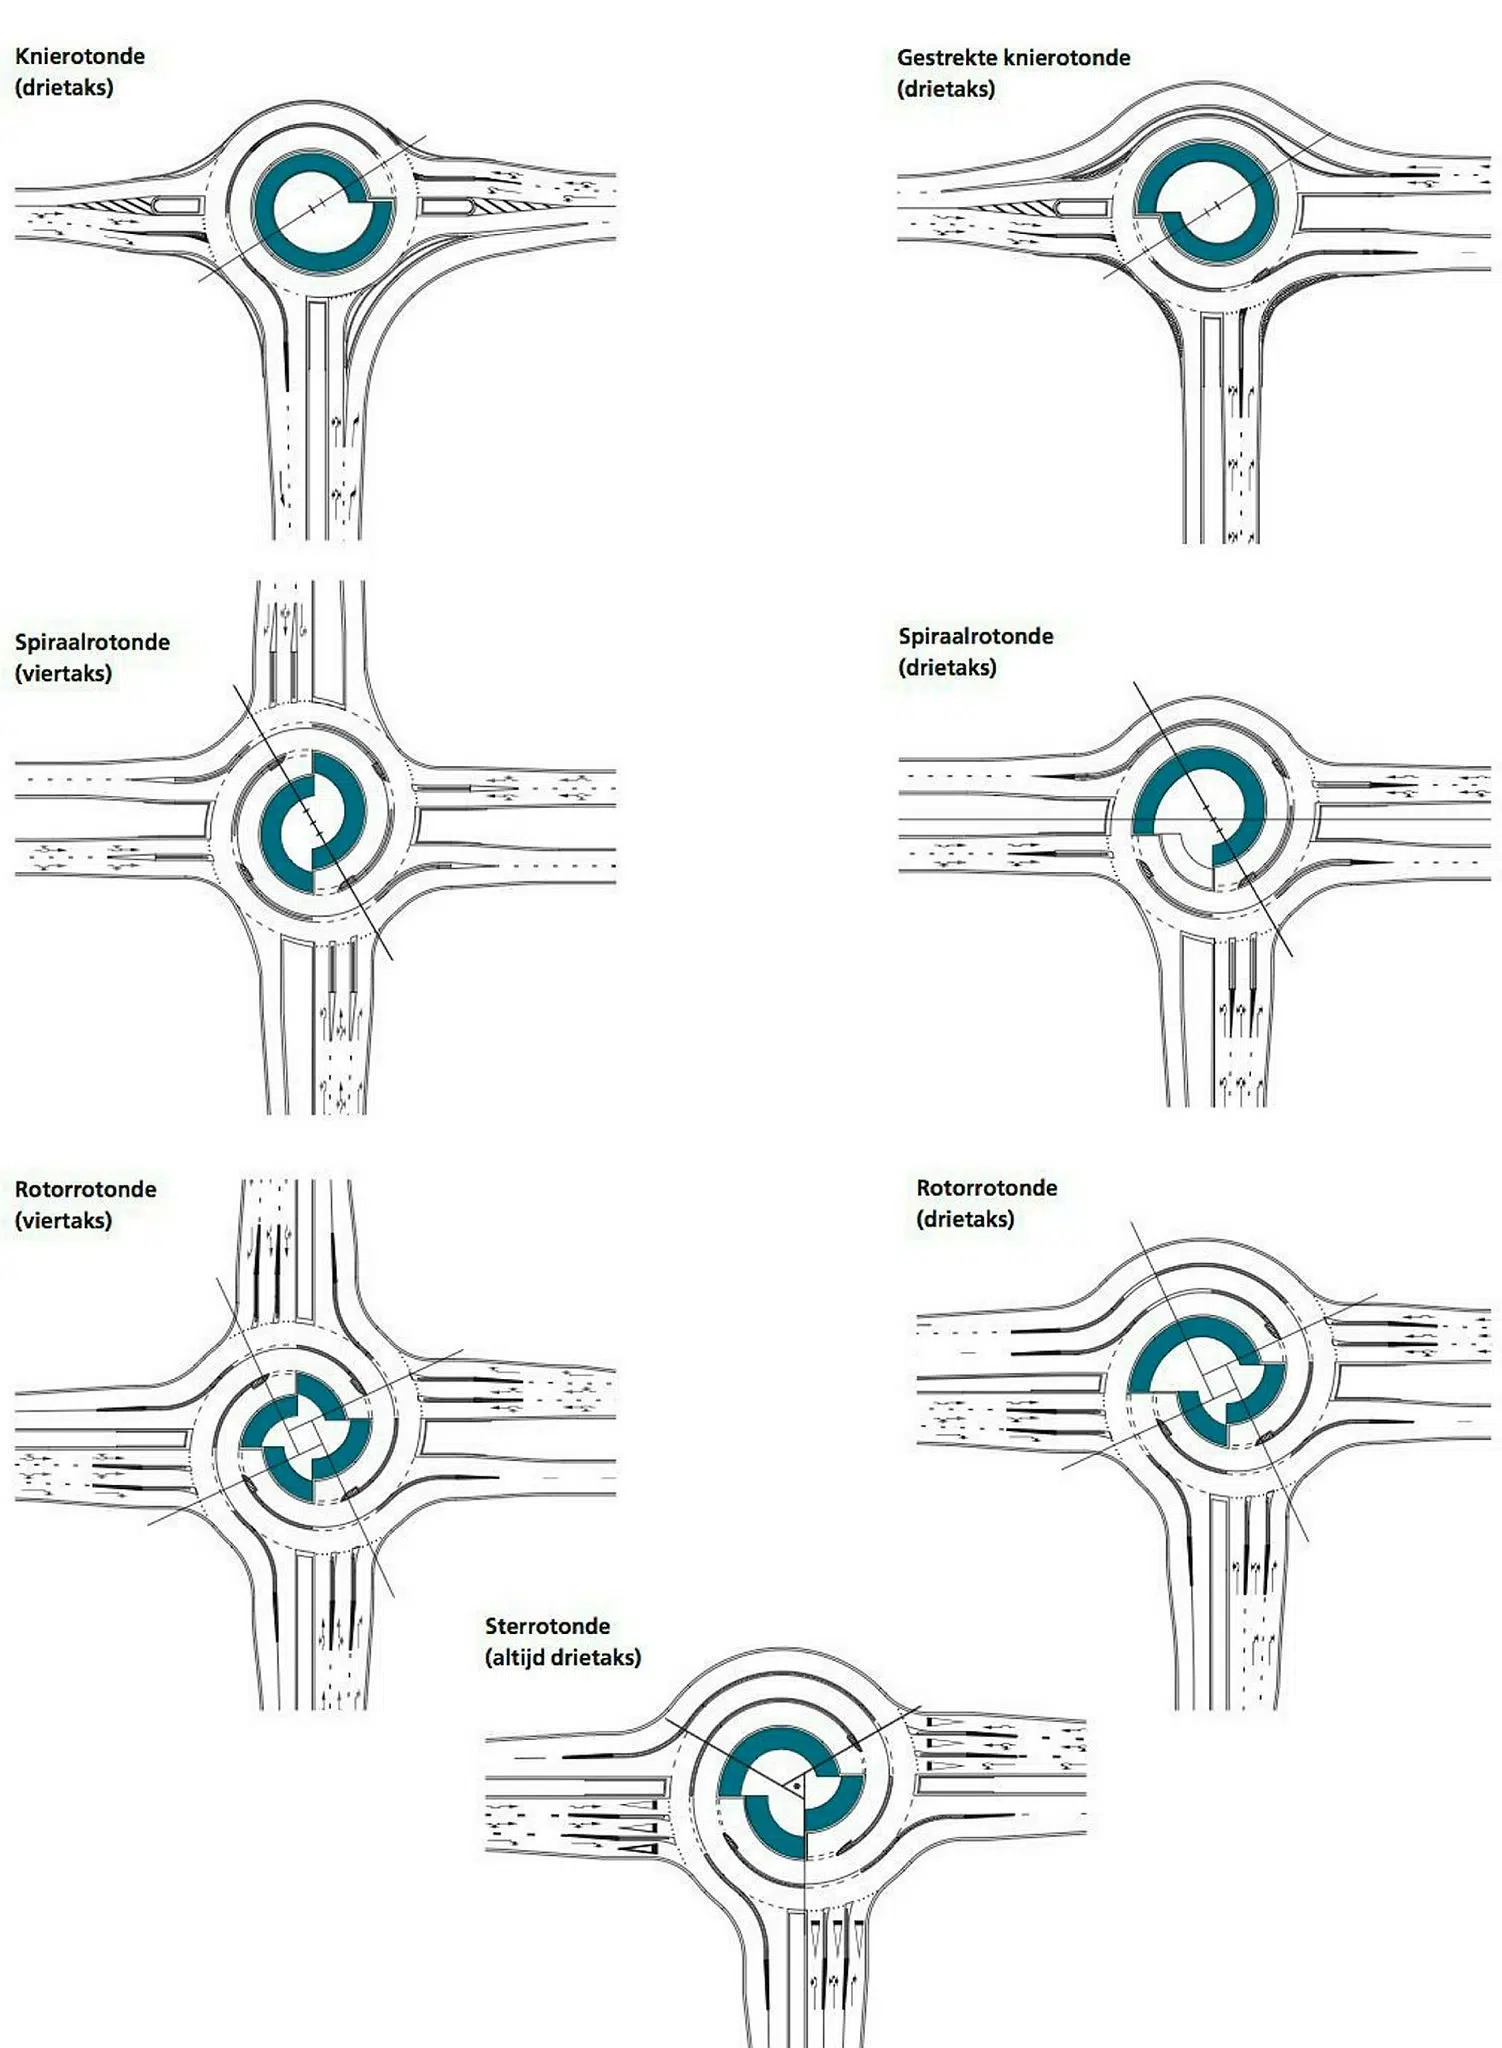 Knierotonde
(drietaks)
Gestrekte knierotonde
(drietaks)
Spiraalrotonde
(viertaks)
Spiraalrotonde
(drietaks)
Rotorrotonde
(viertaks)
Rotorrotonde
(drietaks)
Sterrotonde
(altijd drietaks)